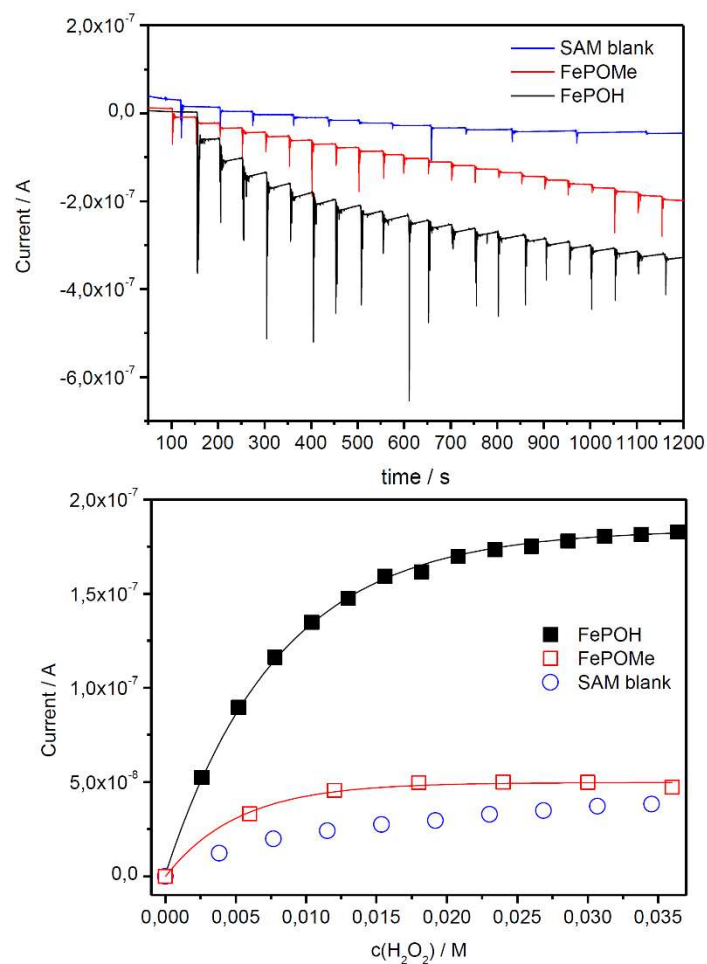 2,0x10⁻⁷
0,0
-2,0x10⁻⁷
-4,0x10⁻⁷
-6,0x10⁻⁷
Current / A
SAM blank
FePOMe
FePOH
100 200 300 400 500 600 700 800 900 1000 1100 1200
time / s
2,0x10⁻⁷
1,5x10⁻⁷
1,0x10⁻⁷
5,0x10⁻⁸
0,0
Current / A
FePOH
FePOMe
SAM blank
0,000 0,005 0,010 0,015 0,020 0,025 0,030 0,035
c(H₂O₂) / M